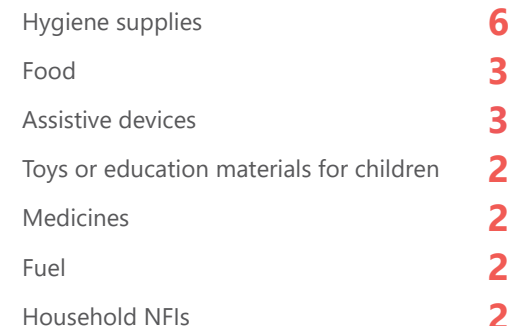 Hygiene supplies 6
Food 3
Assistive devices 3
Toys or education materials for children 2
Medicines 2
Fuel 2
Household NFIs 2